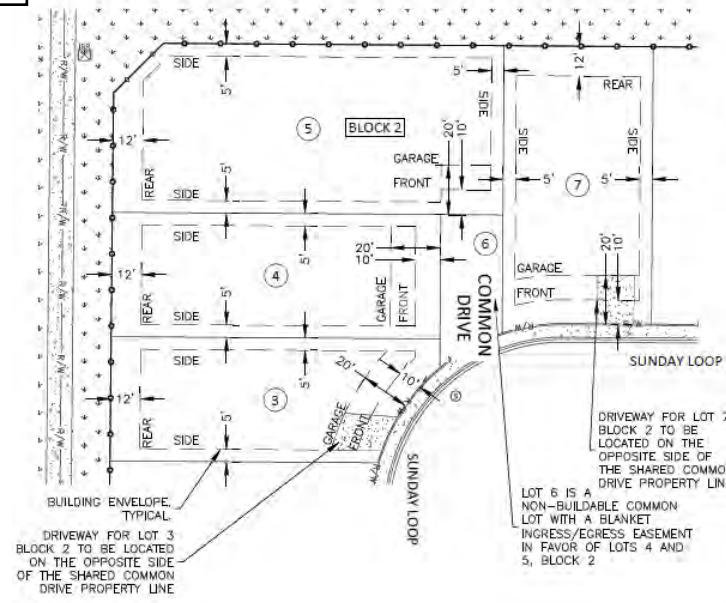 SIDE
5'
5'
SIDE
12'
REAR
5'
12'
5
BLOCK 2
GARAGE
FRONT
20'
10'
REAR
SIDE
SIDE
5'
5'
7
12'
REAR
SIDE
5'
SIDE
5'
20'
10'
4
GARAGE
FRONT
6
COMMON
DRIVE
20'
10'
GARAGE
FRONT
R/W
SUNDAY LOOP
12'
REAR
5'
SIDE
5'
3
20'
10'
GARAGE
FRONT
R/W
SUNDAY LOOP
BUILDING ENVELOPE,
TYPICAL.
DRIVEWAY FOR LOT 3
BLOCK 2 TO BE LOCATED
ON THE OPPOSITE SIDE
OF THE SHARED COMMON
DRIVE PROPERTY LINE
LOT 6 IS A
NON-BUILDABLE COMMON
LOT WITH A BLANKET
INGRESS/EGRESS EASEMENT
IN FAVOR OF LOTS 4 AND
5, BLOCK 2
DRIVEWAY FOR LOT 7
BLOCK 2 TO BE
LOCATED ON THE
OPPOSITE SIDE OF
THE SHARED COMMO
DRIVE PROPERTY LIN